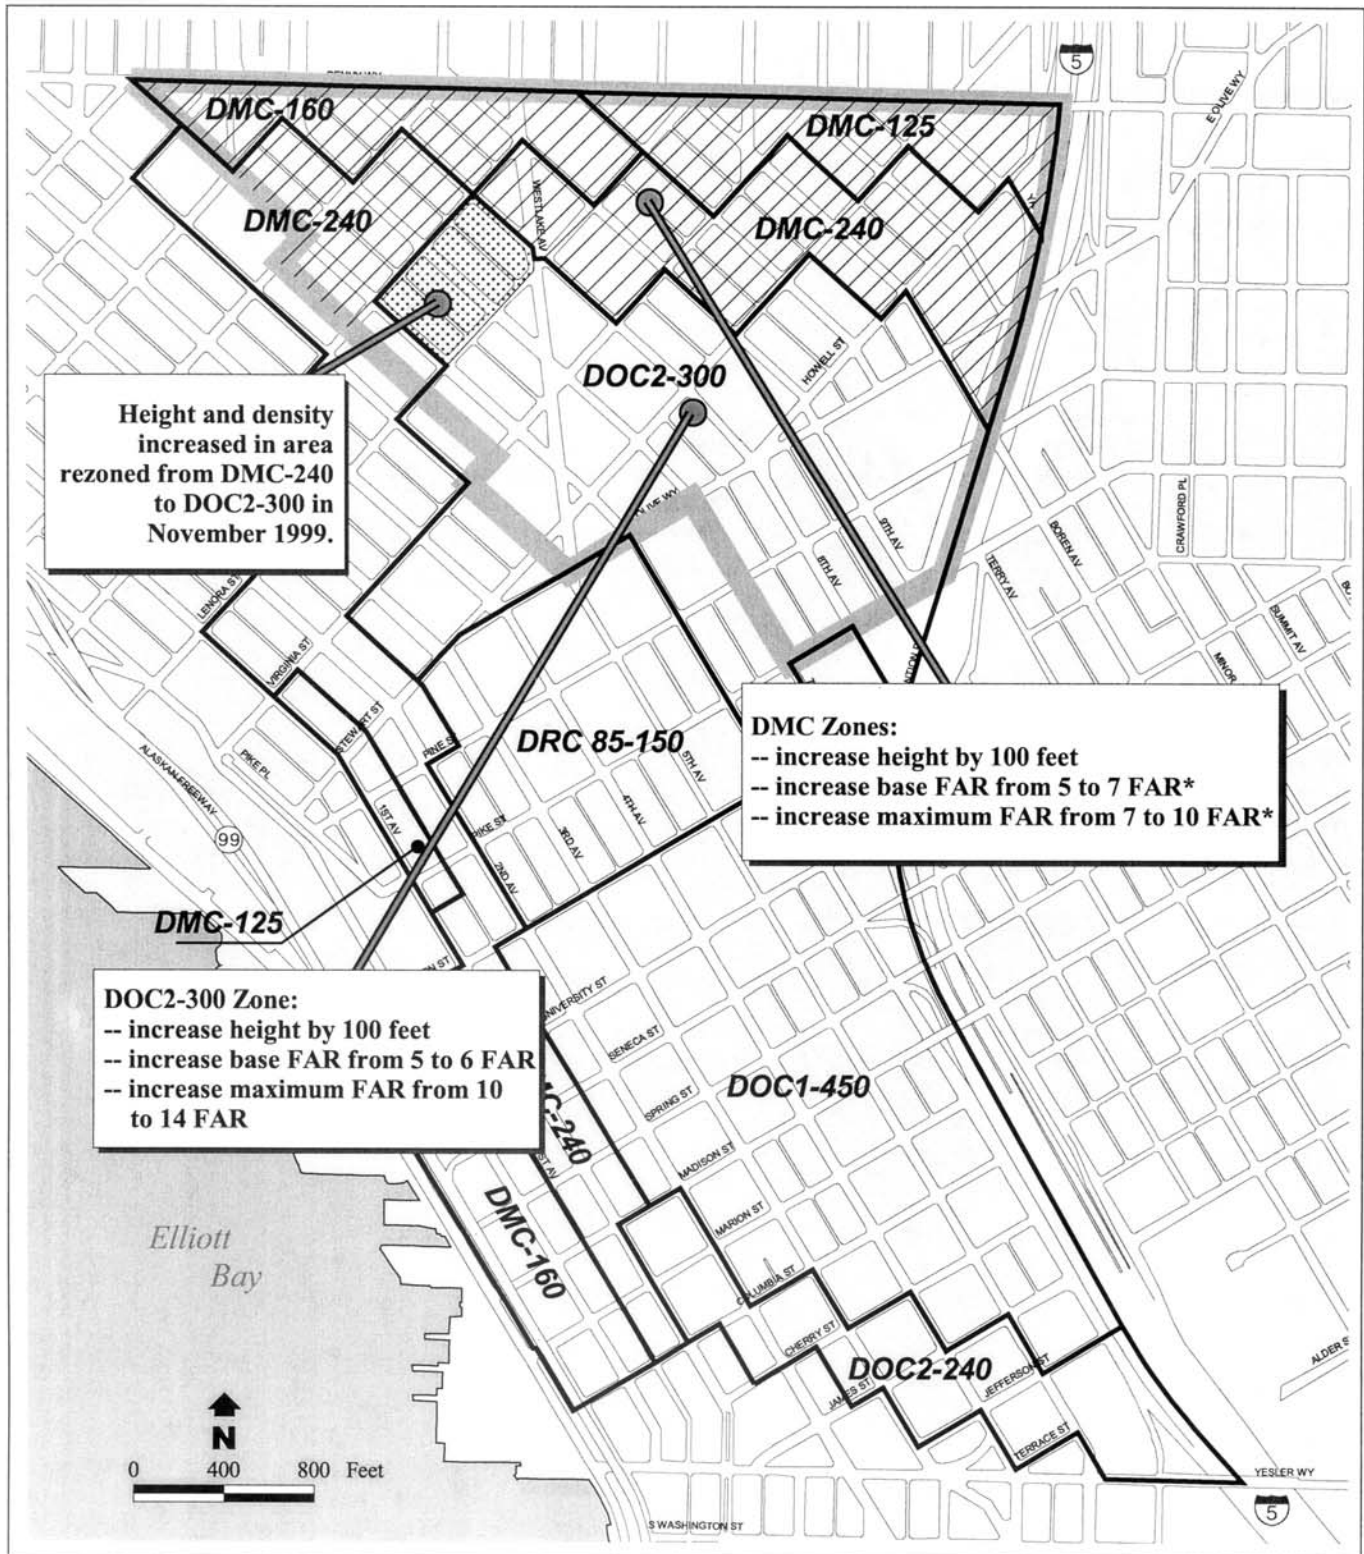 5
E OLIVE WY
DMC-160
DMC-125
WESTLAKE AV
DMC-240
DMC-240
HOWELL ST
DOC2-300
Height and density
increased in area
rezoned from DMC-240
to DOC2-300 in
November 1999.
9TH AV
8TH AV
TERRY AV
BOREN AV
CRAWFORD PL
SUMMIT AV
MINOR
LENORA ST
VIRGINIA ST
STEWART ST
PIKE PL
ALASKAN FREEWAY
99
1ST AV
PINE ST
PIKE ST
2ND AV
3RD AV
4TH AV
5TH AV
DRC 85-150
DMC Zones:
-- increase height by 100 feet
-- increase base FAR from 5 to 7 FAR*
-- increase maximum FAR from 7 to 10 FAR*
DMC-125
DOC2-300 Zone:
-- increase height by 100 feet
-- increase base FAR from 5 to 6 FAR
-- increase maximum FAR from 10
to 14 FAR
SENECA ST
SPRING ST
MADISON ST
MARION ST
COLUMBIA ST
CHERRY ST
JAMES ST
JEFFERSON ST
TERRACE ST
DOC1-450
DMC-160
DOC2-240
Elliott
Bay
N
0 400 800 Feet
ALDER S
YESLER WY
5
S WASHINGTON ST